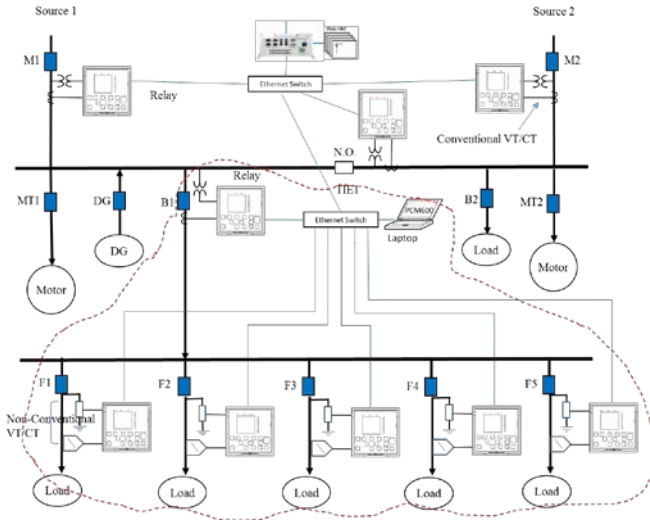 Source 1
Source 2
M1
M2
Ethernet Switch
Relay
Conventional VT/CT
N.O.
Relay
TIE1
MT1
DG
B1
B2
MT2
Ethernet Switch
PCM600
Laptop
DG
Load
Motor
Motor
F1
F2
F3
F4
F5
Non-Conventional
VT/CT
Load
Load
Load
Load
Load